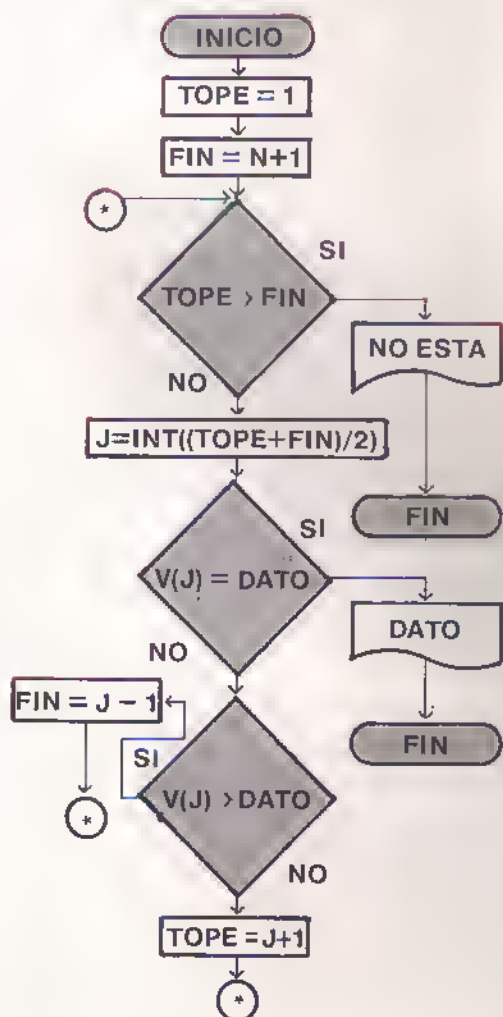 INICIO
TOPE = 1
FIN = N+1
*
SI
TOPE > FIN
NO ESTA
NO
J=INT((TOPE+FIN)/2)
FIN
SI
V(J) = DATO
DATO
NO
FIN = J - 1
FIN
SI
V(J) > DATO
*
NO
TOPE = J+1
*